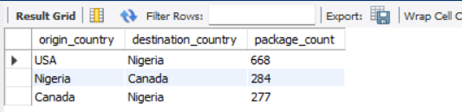 Result Grid Filter Rows: Export: Wrap Cell C
origin_country destination_country package_count
USA Nigeria 668
Nigeria Canada 284
Canada Nigeria 277